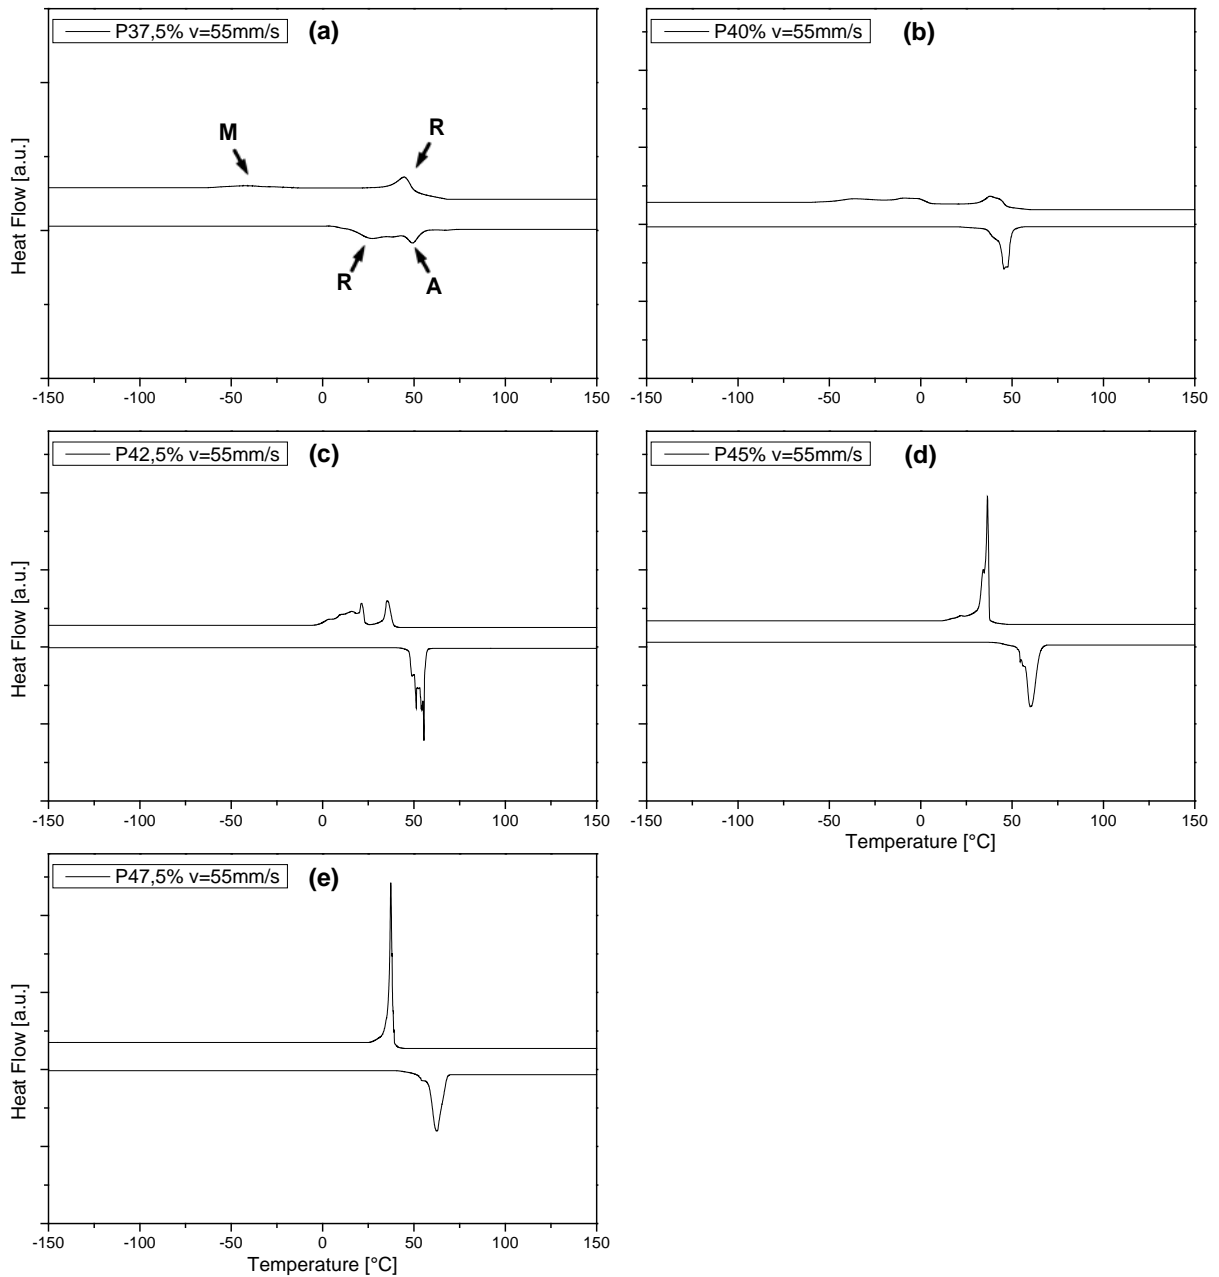 P37,5% v=55mm/s (a)
Heat Flow [a.u.]
M
R
R
A
-150 -100 -50 0 50 100 150
P40% v=55mm/s (b)
-150 -100 -50 0 50 100 150
P42,5% v=55mm/s (c)
Heat Flow [a.u.]
-150 -100 -50 0 50 100 150
P45% v=55mm/s (d)
-150 -100 -50 0 50 100 150
Temperature [°C]
P47,5% v=55mm/s (e)
Heat Flow [a.u.]
-150 -100 -50 0 50 100 150
Temperature [°C]